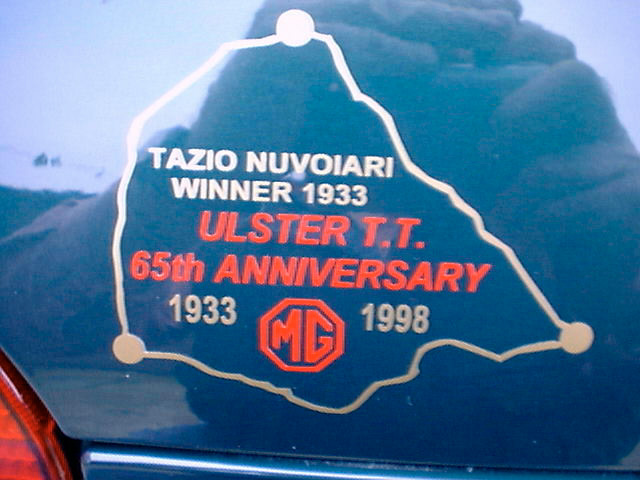 TAZIO NUVOIARI
WINNER 1933
ULSTER T.T.
65th ANNIVERSARY
1933 MG 1998